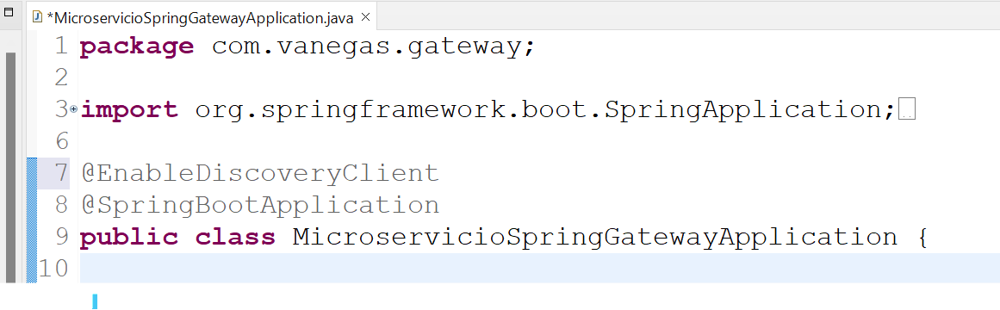 *MicroservicioSpringGatewayApplication.java
1 package com.vanegas.gateway;
2
3 import org.springframework.boot.SpringApplication;
6
7 @EnableDiscoveryClient
8 @SpringBootApplication
9 public class MicroservicioSpringGatewayApplication {
10